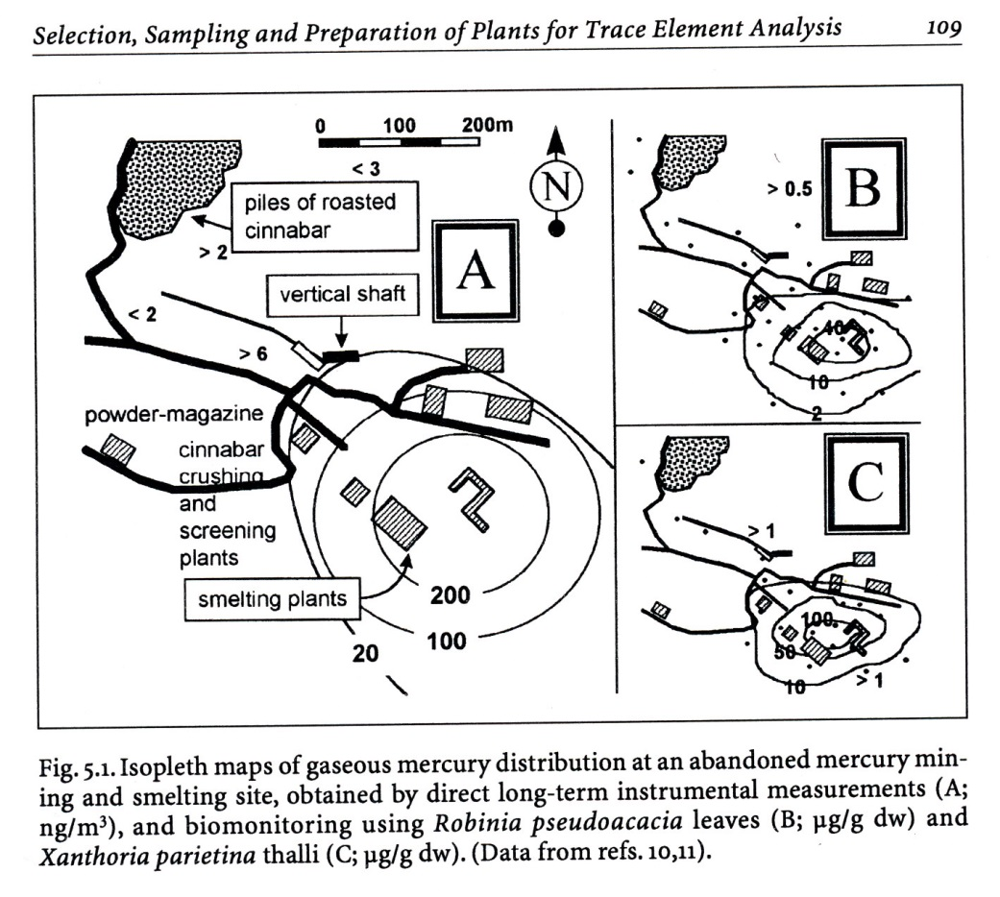 Selection, Sampling and Preparation of Plants for Trace Element Analysis 109
0 100 200m
< 3
N
piles of roasted
cinnabar
> 2
A
vertical shaft
< 2
> 6
powder-magazine
cinnabar
crushing
and
screening
plants
smelting plants
200
100
20
B
> 0.5
40
10
2
C
> 1
100
50
10
> 1
Fig. 5.1. Isopleth maps of gaseous mercury distribution at an abandoned mercury min-
ing and smelting site, obtained by direct long-term instrumental measurements (A;
ng/m³), and biomonitoring using Robinia pseudoacacia leaves (B; µg/g dw) and
Xanthoria parietina thalli (C; µg/g dw). (Data from refs. 10,11).